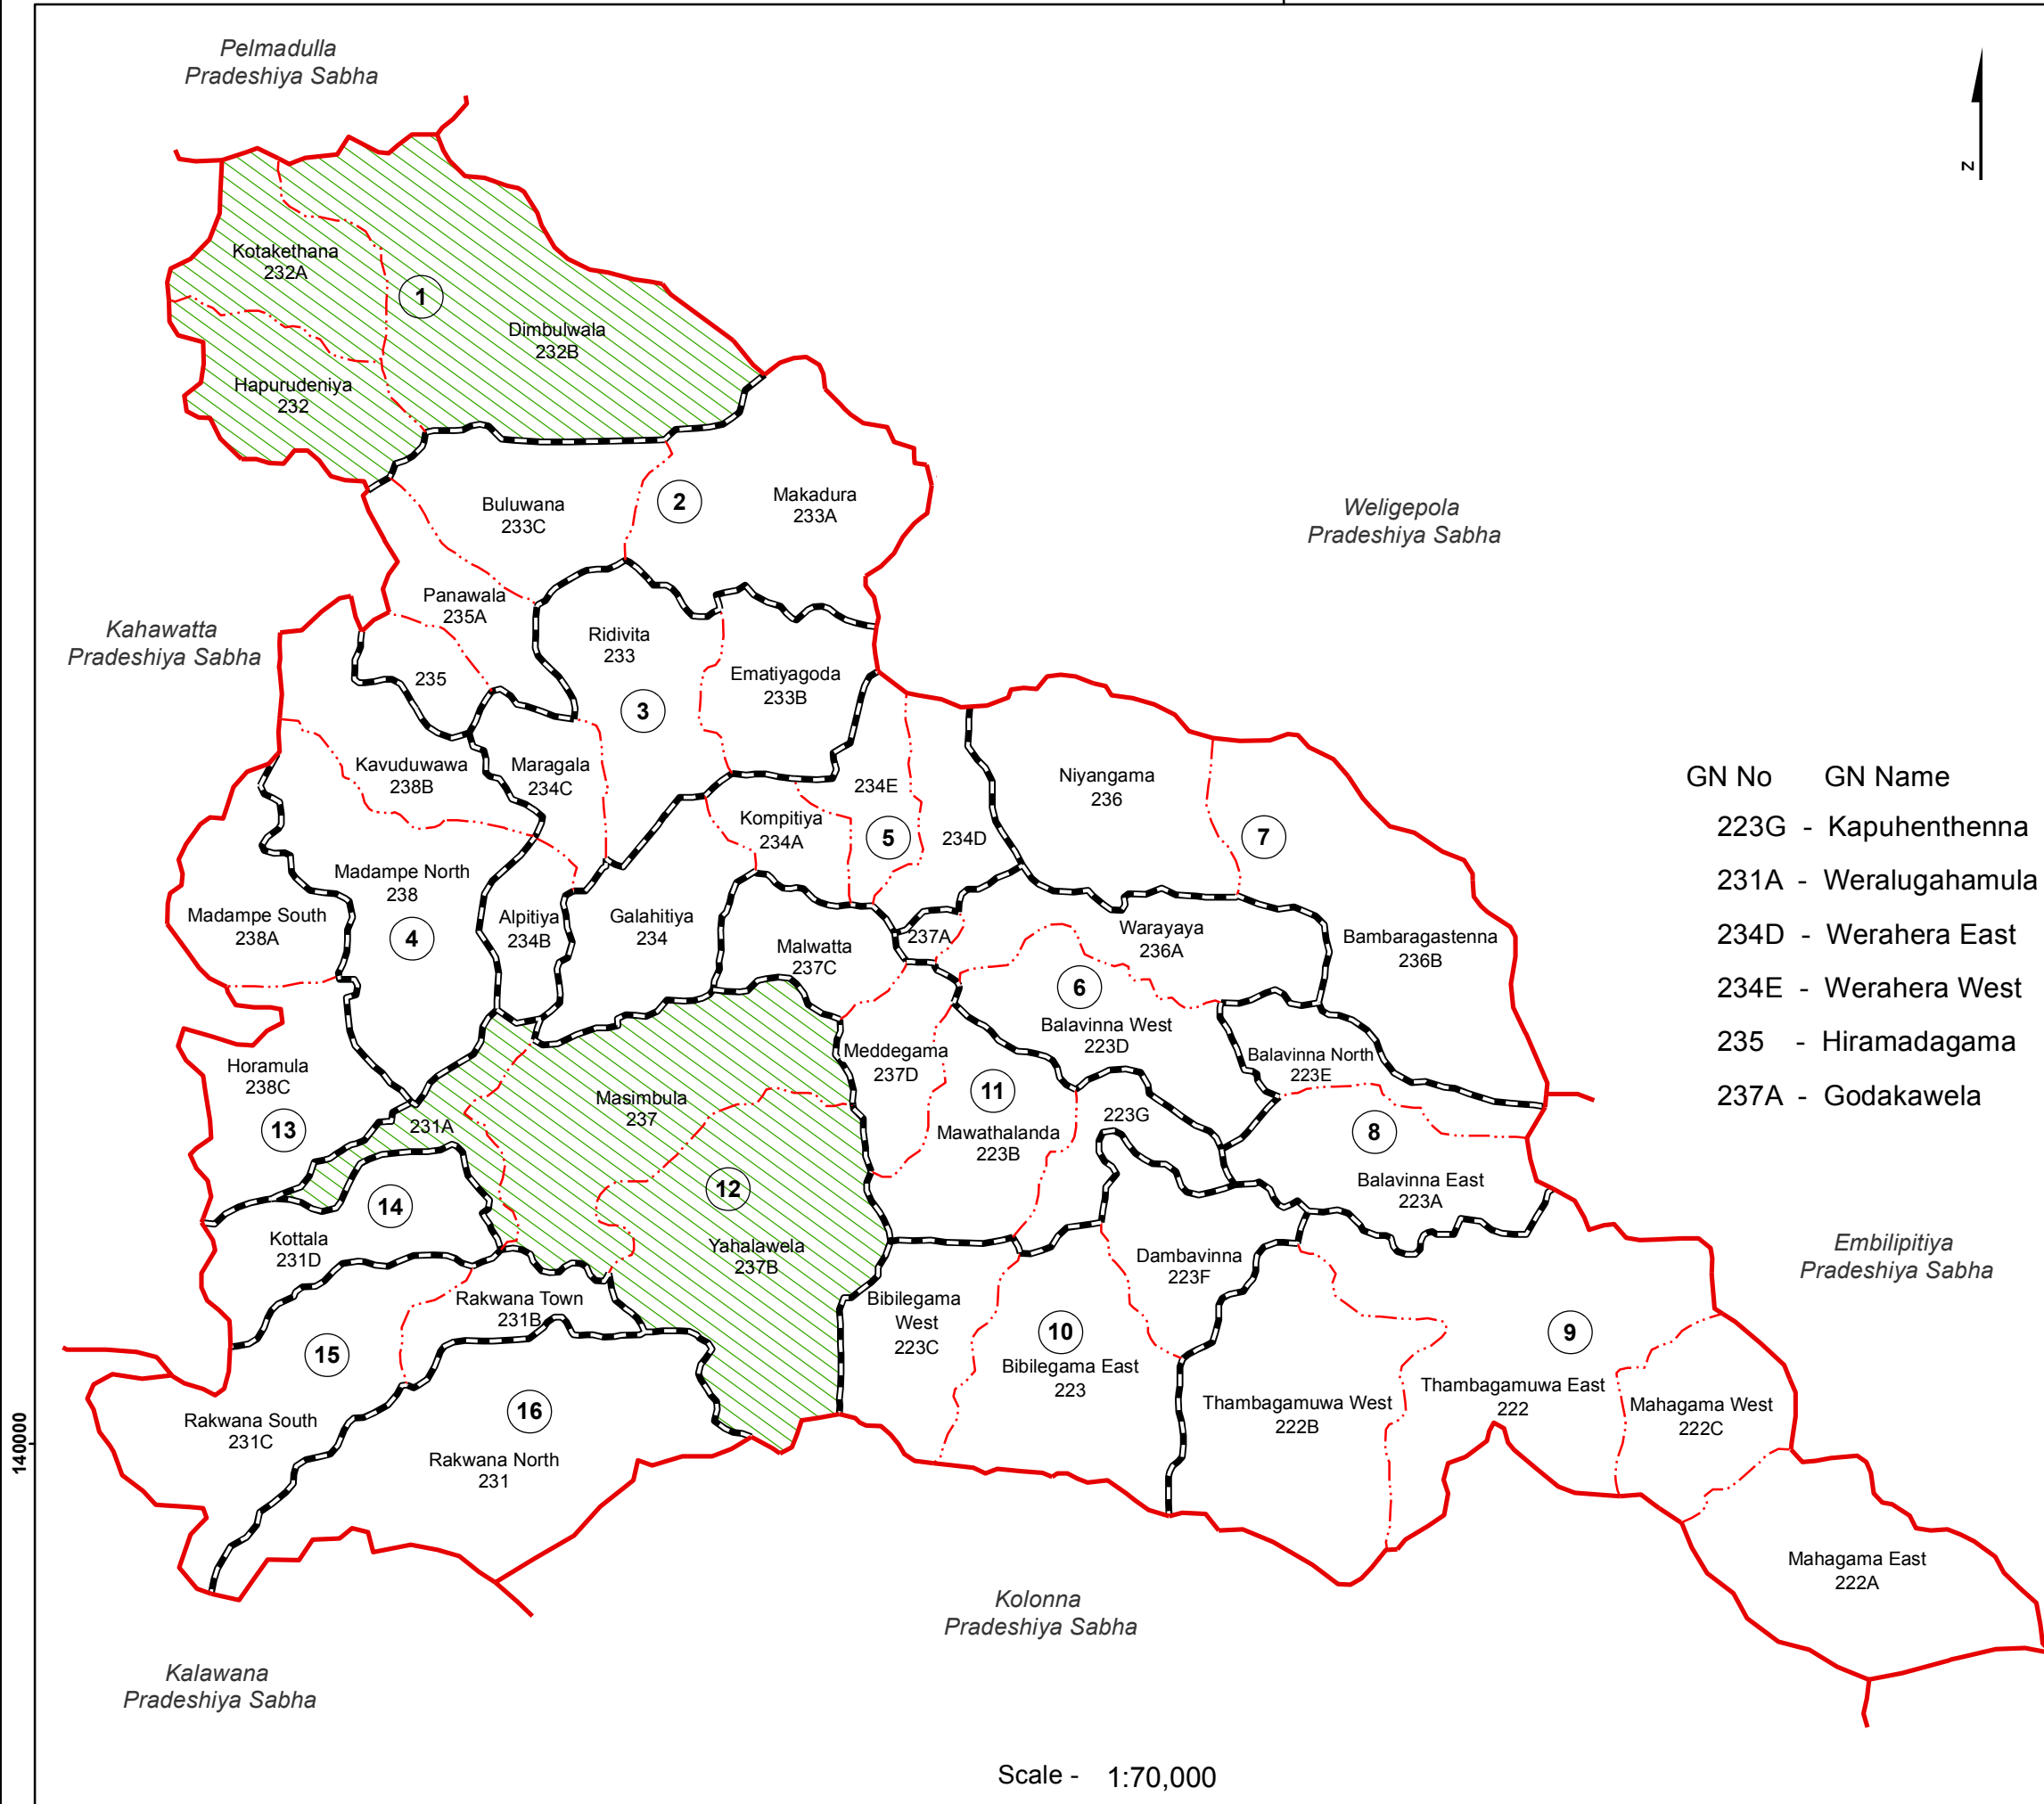 Pelmadulla
Pradeshiya Sabha
N
Kotakethana
232A
1
Dimbulwala
232B
Hapurudeniya
232
Buluwana
233C
2
Makadura
233A
Weligepola
Pradeshiya Sabha
Kahawatta
Pradeshiya Sabha
Panawala
235A
Ridivita
233
235
Ematiyagoda
233B
3
Kavuduwawa
238B
Maragala
234C
234E
Niyangama
236
Kompitiya
234A
5
234D
7
GN No GN Name
223G - Kapuhenthenna
231A - Weralugahamula
234D - Werahera East
234E - Werahera West
235 - Hiramadagama
237A - Godakawela
Madampe North
238
Madampe South
238A
4
Alpitiya
234B
Galahitiya
234
Malwatta
237C
237A
Warayaya
236A
Bambaragastenna
236B
6
Balavinna West
223D
Balavinna North
223E
Horamula
238C
13
231A
Masimbula
237
Meddegama
237D
11
Mawathalanda
223B
223G
8
Balavinna East
223A
14
12
Kottala
231D
Yahalawela
237B
Dambavinna
223F
Embilipitiya
Pradeshiya Sabha
Rakwana Town
231B
15
Bibilegama
West
223C
10
Bibilegama East
223
9
Thambagamuwa East
222
Thambagamuwa West
222B
Mahagama West
222C
Rakwana South
231C
16
Rakwana North
231
140000
Mahagama East
222A
Kolonna
Pradeshiya Sabha
Kalawana
Pradeshiya Sabha
Scale - 1:70,000